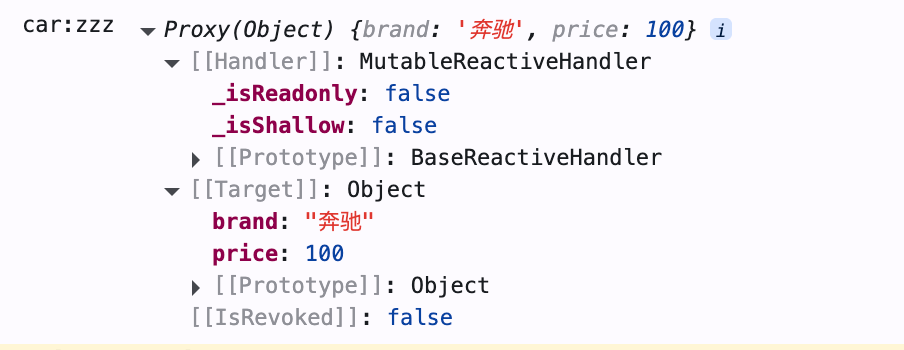 car:zzz ▼ Proxy(Object) {brand: '奔驰', price: 100} i
▼ [[Handler]]: MutableReactiveHandler
_isReadonly: false
_isShallow: false
▶ [[Prototype]]: BaseReactiveHandler
▼ [[Target]]: Object
brand: "奔驰"
price: 100
▶ [[Prototype]]: Object
[[IsRevoked]]: false